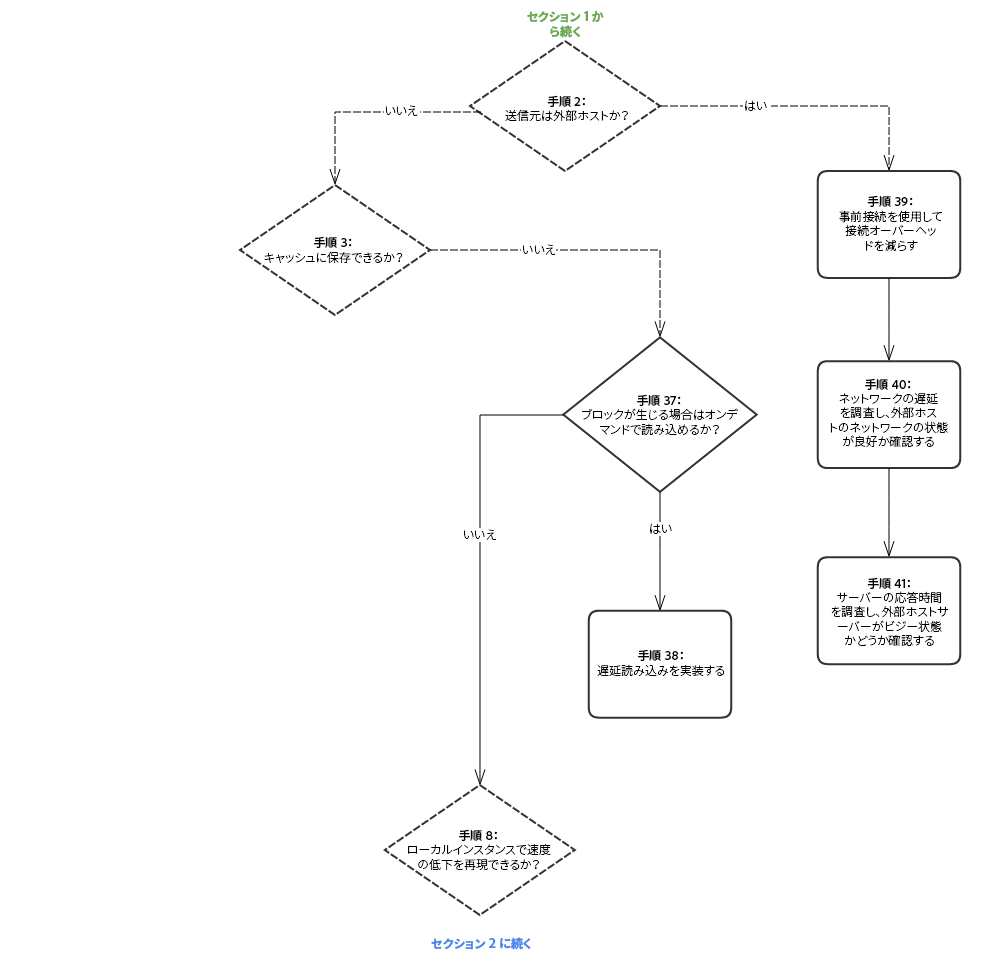 セクション 1 か
ら続く
手順 2：
送信元は外部ホストか？
いいえ
はい
手順 39：
事前接続を使用して
接続オーバーヘッ
ドを減らす
手順 3：
キャッシュに保存できるか？
いいえ
手順 37：
ブロックが生じる場合はオンデ
マンドで読み込めるか？
手順 40：
ネットワークの遅延
を調査し、外部ホス
トのネットワークの状態
が良好か確認する
いいえ
はい
手順 41：
サーバーの応答時間
を調査し、外部ホストサ
ーバーがビジー状態
かどうか確認する
手順 38：
遅延読み込みを実装する
手順 8：
ローカルインスタンスで速度
の低下を再現できるか？
セクション 2 に続く